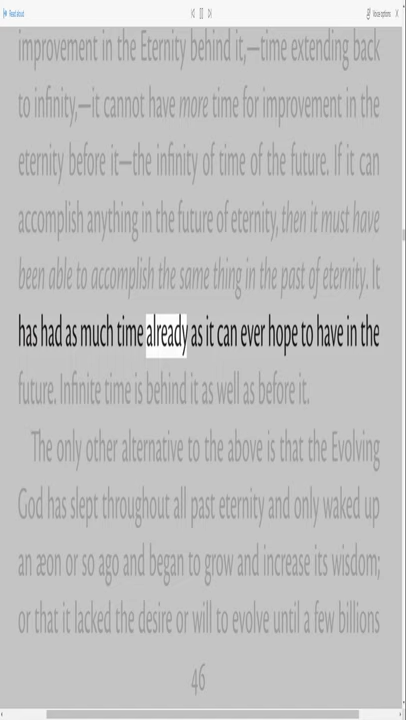 Read aloud
Voice options
improvement in the Eternity behind it,—time extending back
to infinity,—it cannot have more time for improvement in the
eternity before it—the infinity of time of the future. If it can
accomplish anything in the future of eternity, then it must have
been able to accomplish the same thing in the past of eternity. It
has had as much time already as it can ever hope to have in the
future. Infinite time is behind it as well as before it.
The only other alternative to the above is that the Evolving
God has slept throughout all past eternity and only waked up
an æon or so ago and began to grow and increase its wisdom;
or that it lacked the desire or will to evolve until a few billions
46